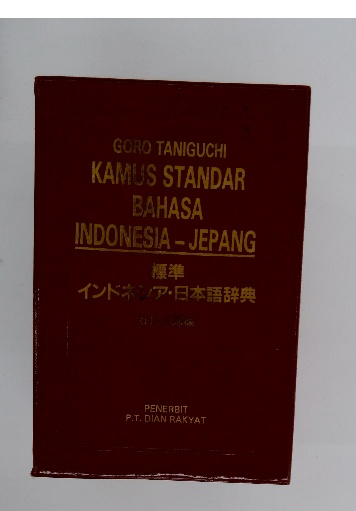 GORO TANIGUCHI
KAMUS STANDAR
BAHASA
INDONESIA – JEPANG
標準
インドネシア・日本語辞典
PENERBIT
P.T. DIAN RAKYAT